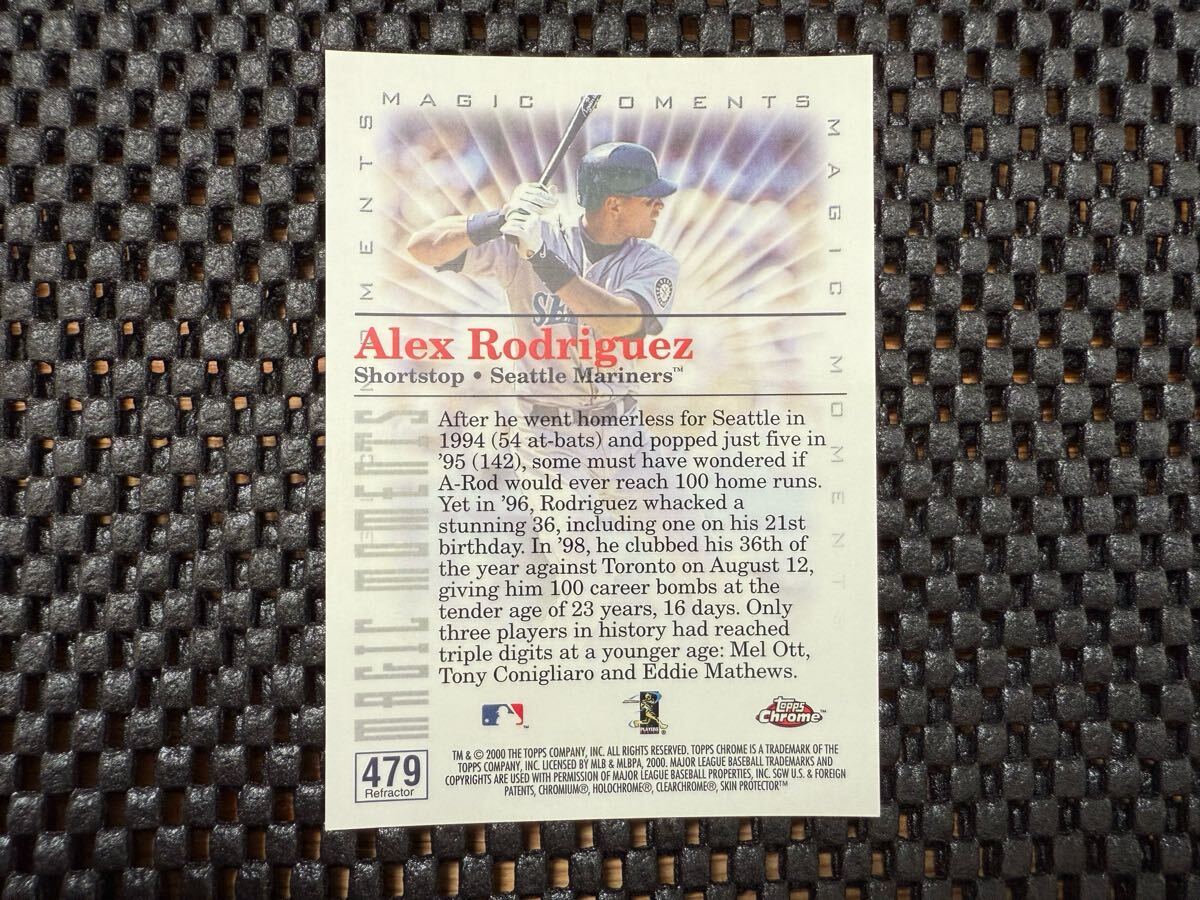 MAGIC OMENTS
MAGIC MOMENTS
MOMENTS
SEA
Alex Rodriguez
Shortstop • Seattle Mariners™
MAGIC MOMENTS
After he went homerless for Seattle in
1994 (54 at-bats) and popped just five in
’95 (142), some must have wondered if
A-Rod would ever reach 100 home runs.
Yet in ’96, Rodriguez whacked a
stunning 36, including one on his 21st
birthday. In ’98, he clubbed his 36th of
the year against Toronto on August 12,
giving him 100 career bombs at the
tender age of 23 years, 16 days. Only
three players in history had reached
triple digits at a younger age: Mel Ott,
Tony Conigliaro and Eddie Mathews.
PLAYERS
Topps
Chrome™
479
Refractor
TM & © 2000 THE TOPPS COMPANY, INC. ALL RIGHTS RESERVED. TOPPS CHROME IS A TRADEMARK OF THE
TOPPS COMPANY, INC. LICENSED BY MLB & MLBPA, 2000. MAJOR LEAGUE BASEBALL TRADEMARKS AND
COPYRIGHTS ARE USED WITH PERMISSION OF MAJOR LEAGUE BASEBALL PROPERTIES, INC. SGW U.S. & FOREIGN
PATENTS, CHROMIUM®, HOLOCHROME®, CLEARCHROME®, SKIN PROTECTOR™